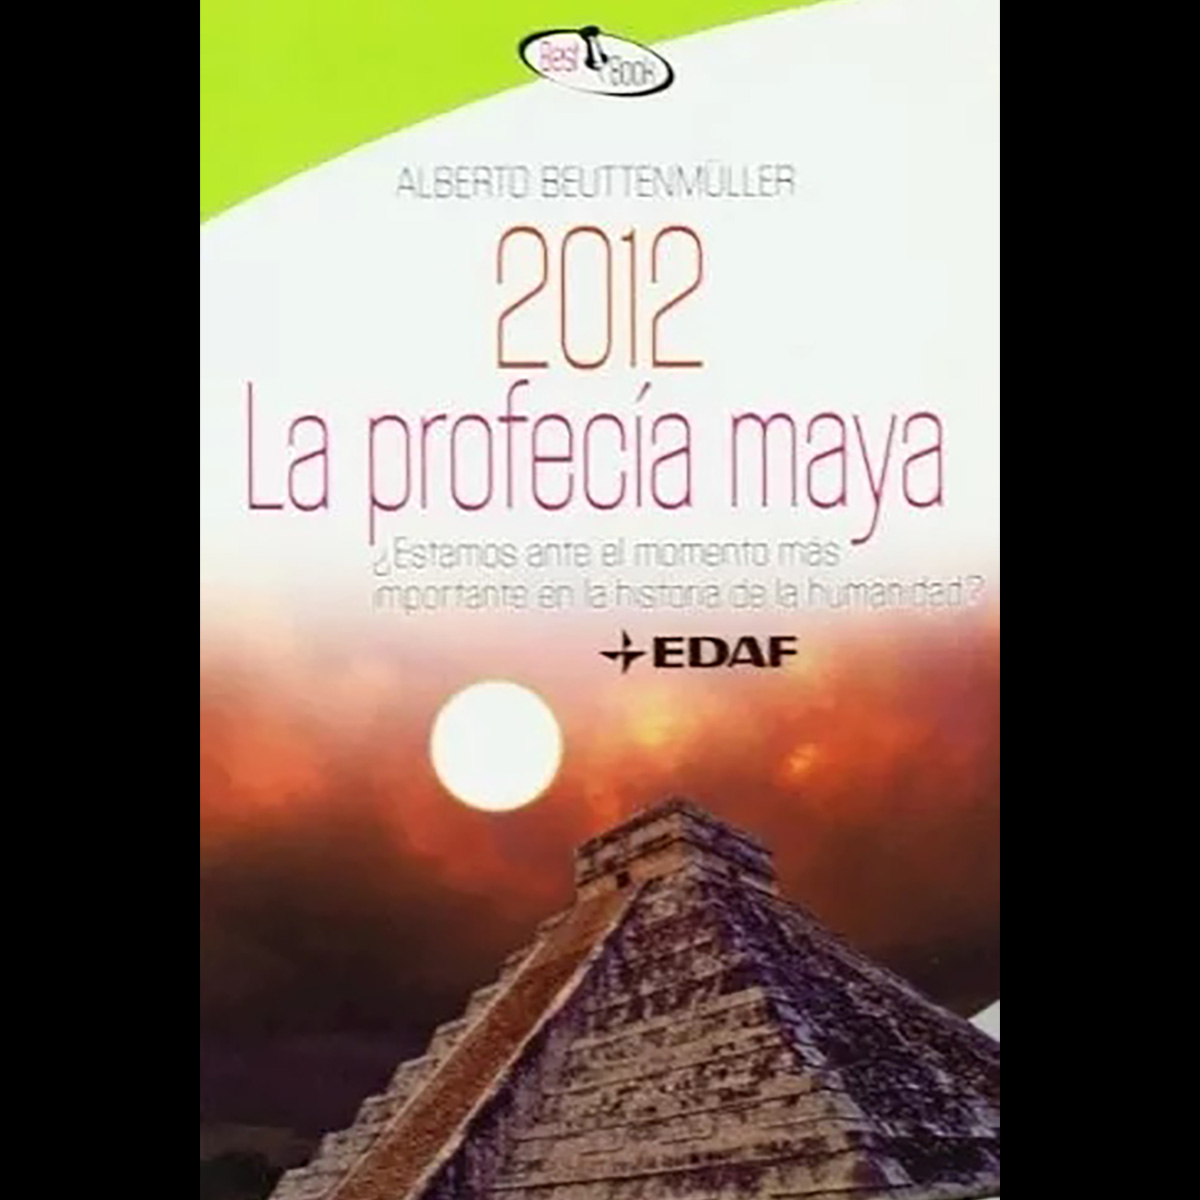 Best Book
ALBERTO BEUTTENMÜLLER
2012
La profecía maya
¿Estamos ante el momento más
importante en la historia de la humanidad?
EDAF